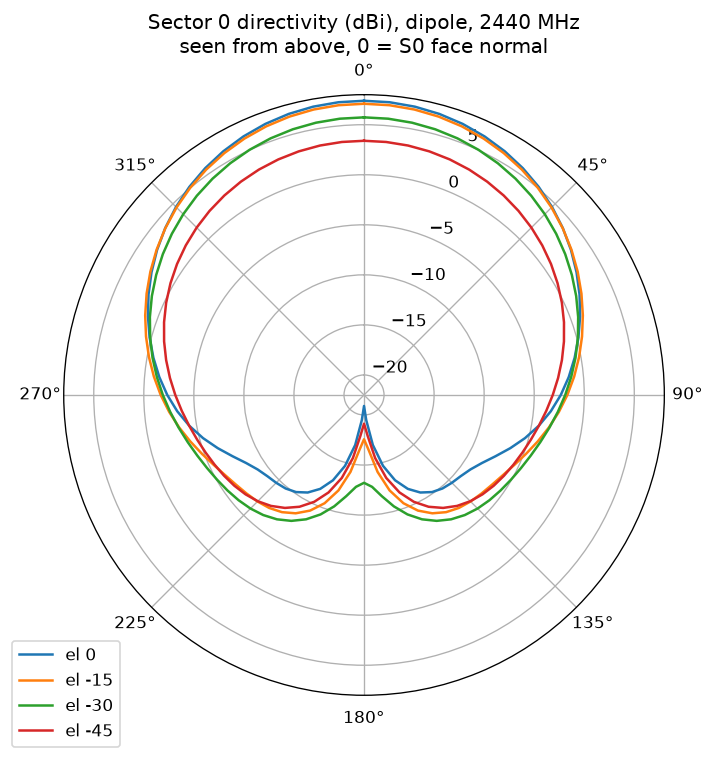 Sector 0 directivity (dBi), dipole, 2440 MHz
seen from above, 0 = S0 face normal
0°
315°
45°
5
0
−5
−10
−15
−20
270°
90°
225°
135°
180°
el 0
el -15
el -30
el -45